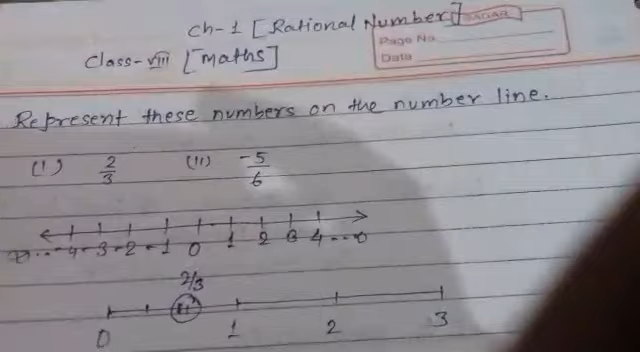 Ch-1 [Rational Number]
Class-VIII [Maths]
Page No.
Date
Represent these numbers on the number line.
(i) 2/3 (ii) -5/6
-4 -3 -2 -1 0 1 2 3 4
2/3
0 1 2 3